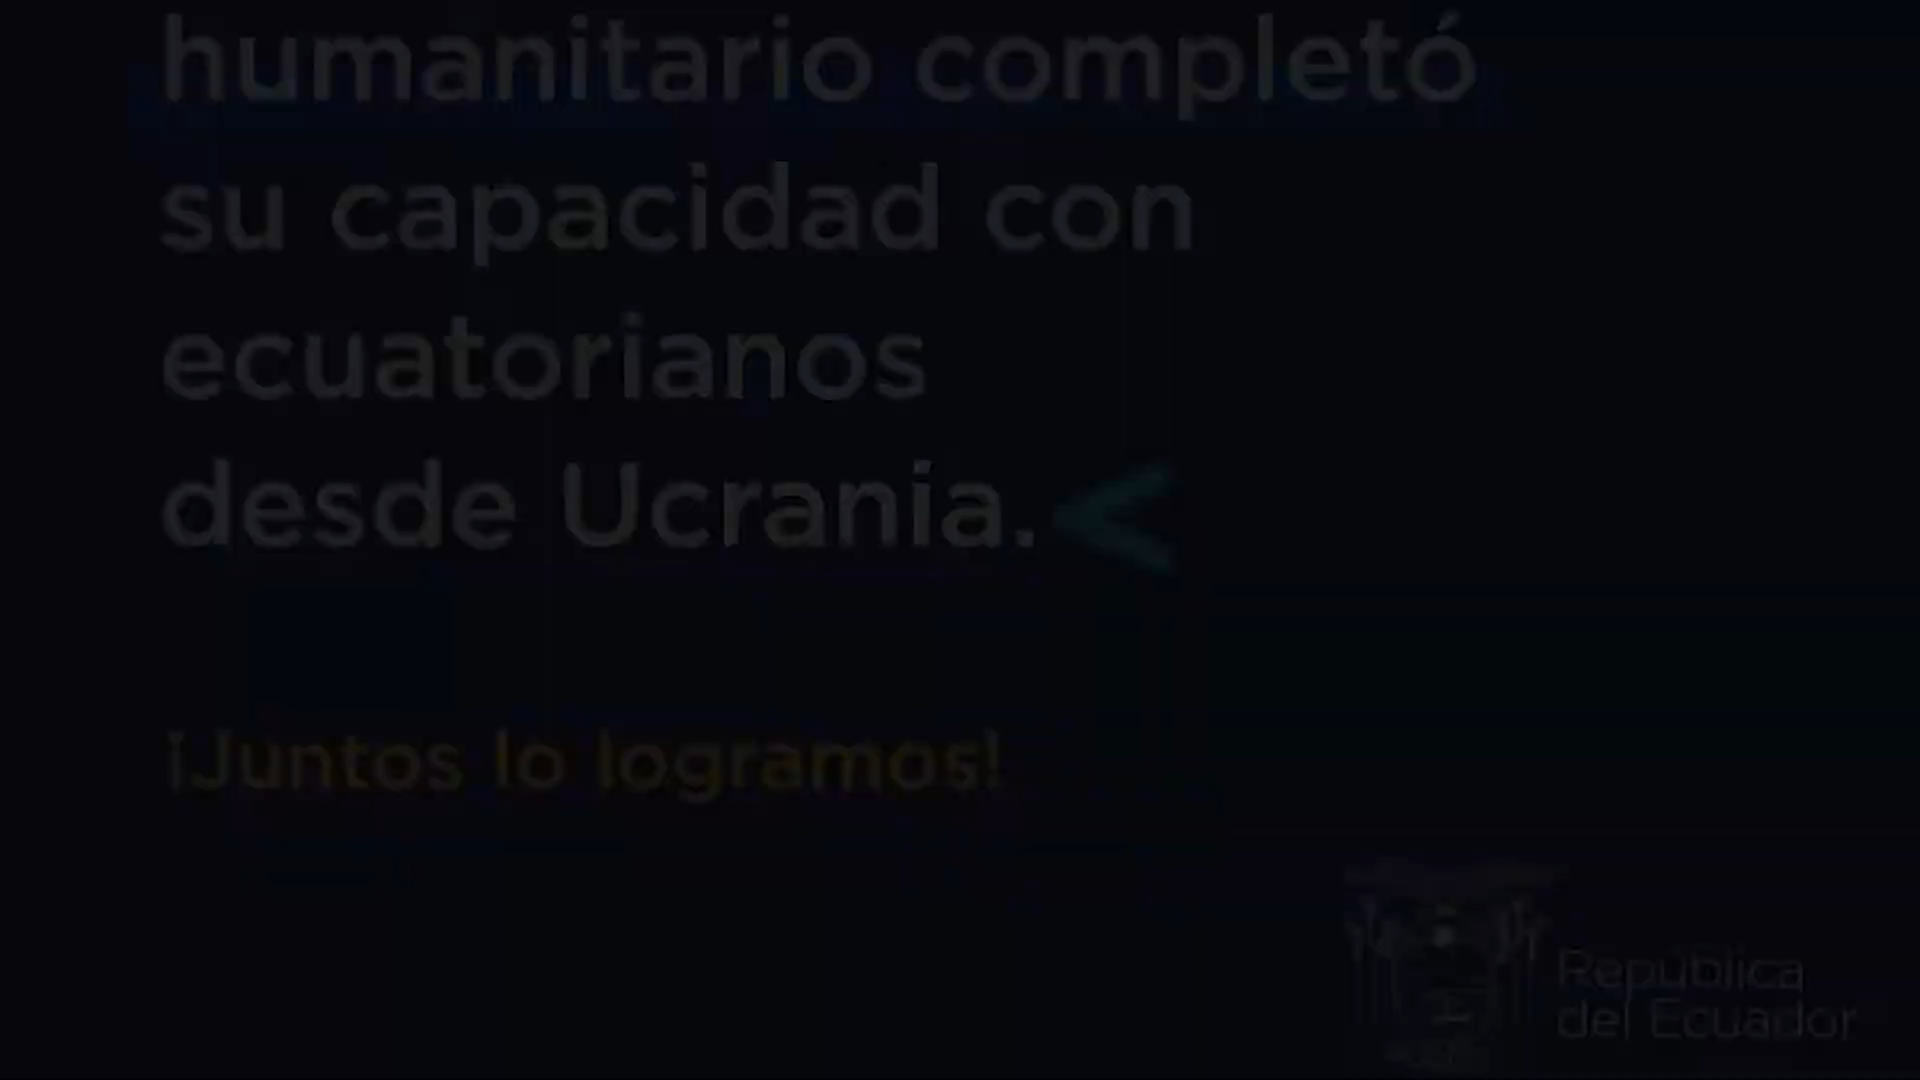 humanitario completó
su capacidad con
ecuatorianos
desde Ucrania.
¡Juntos lo logramos!
República
del Ecuador